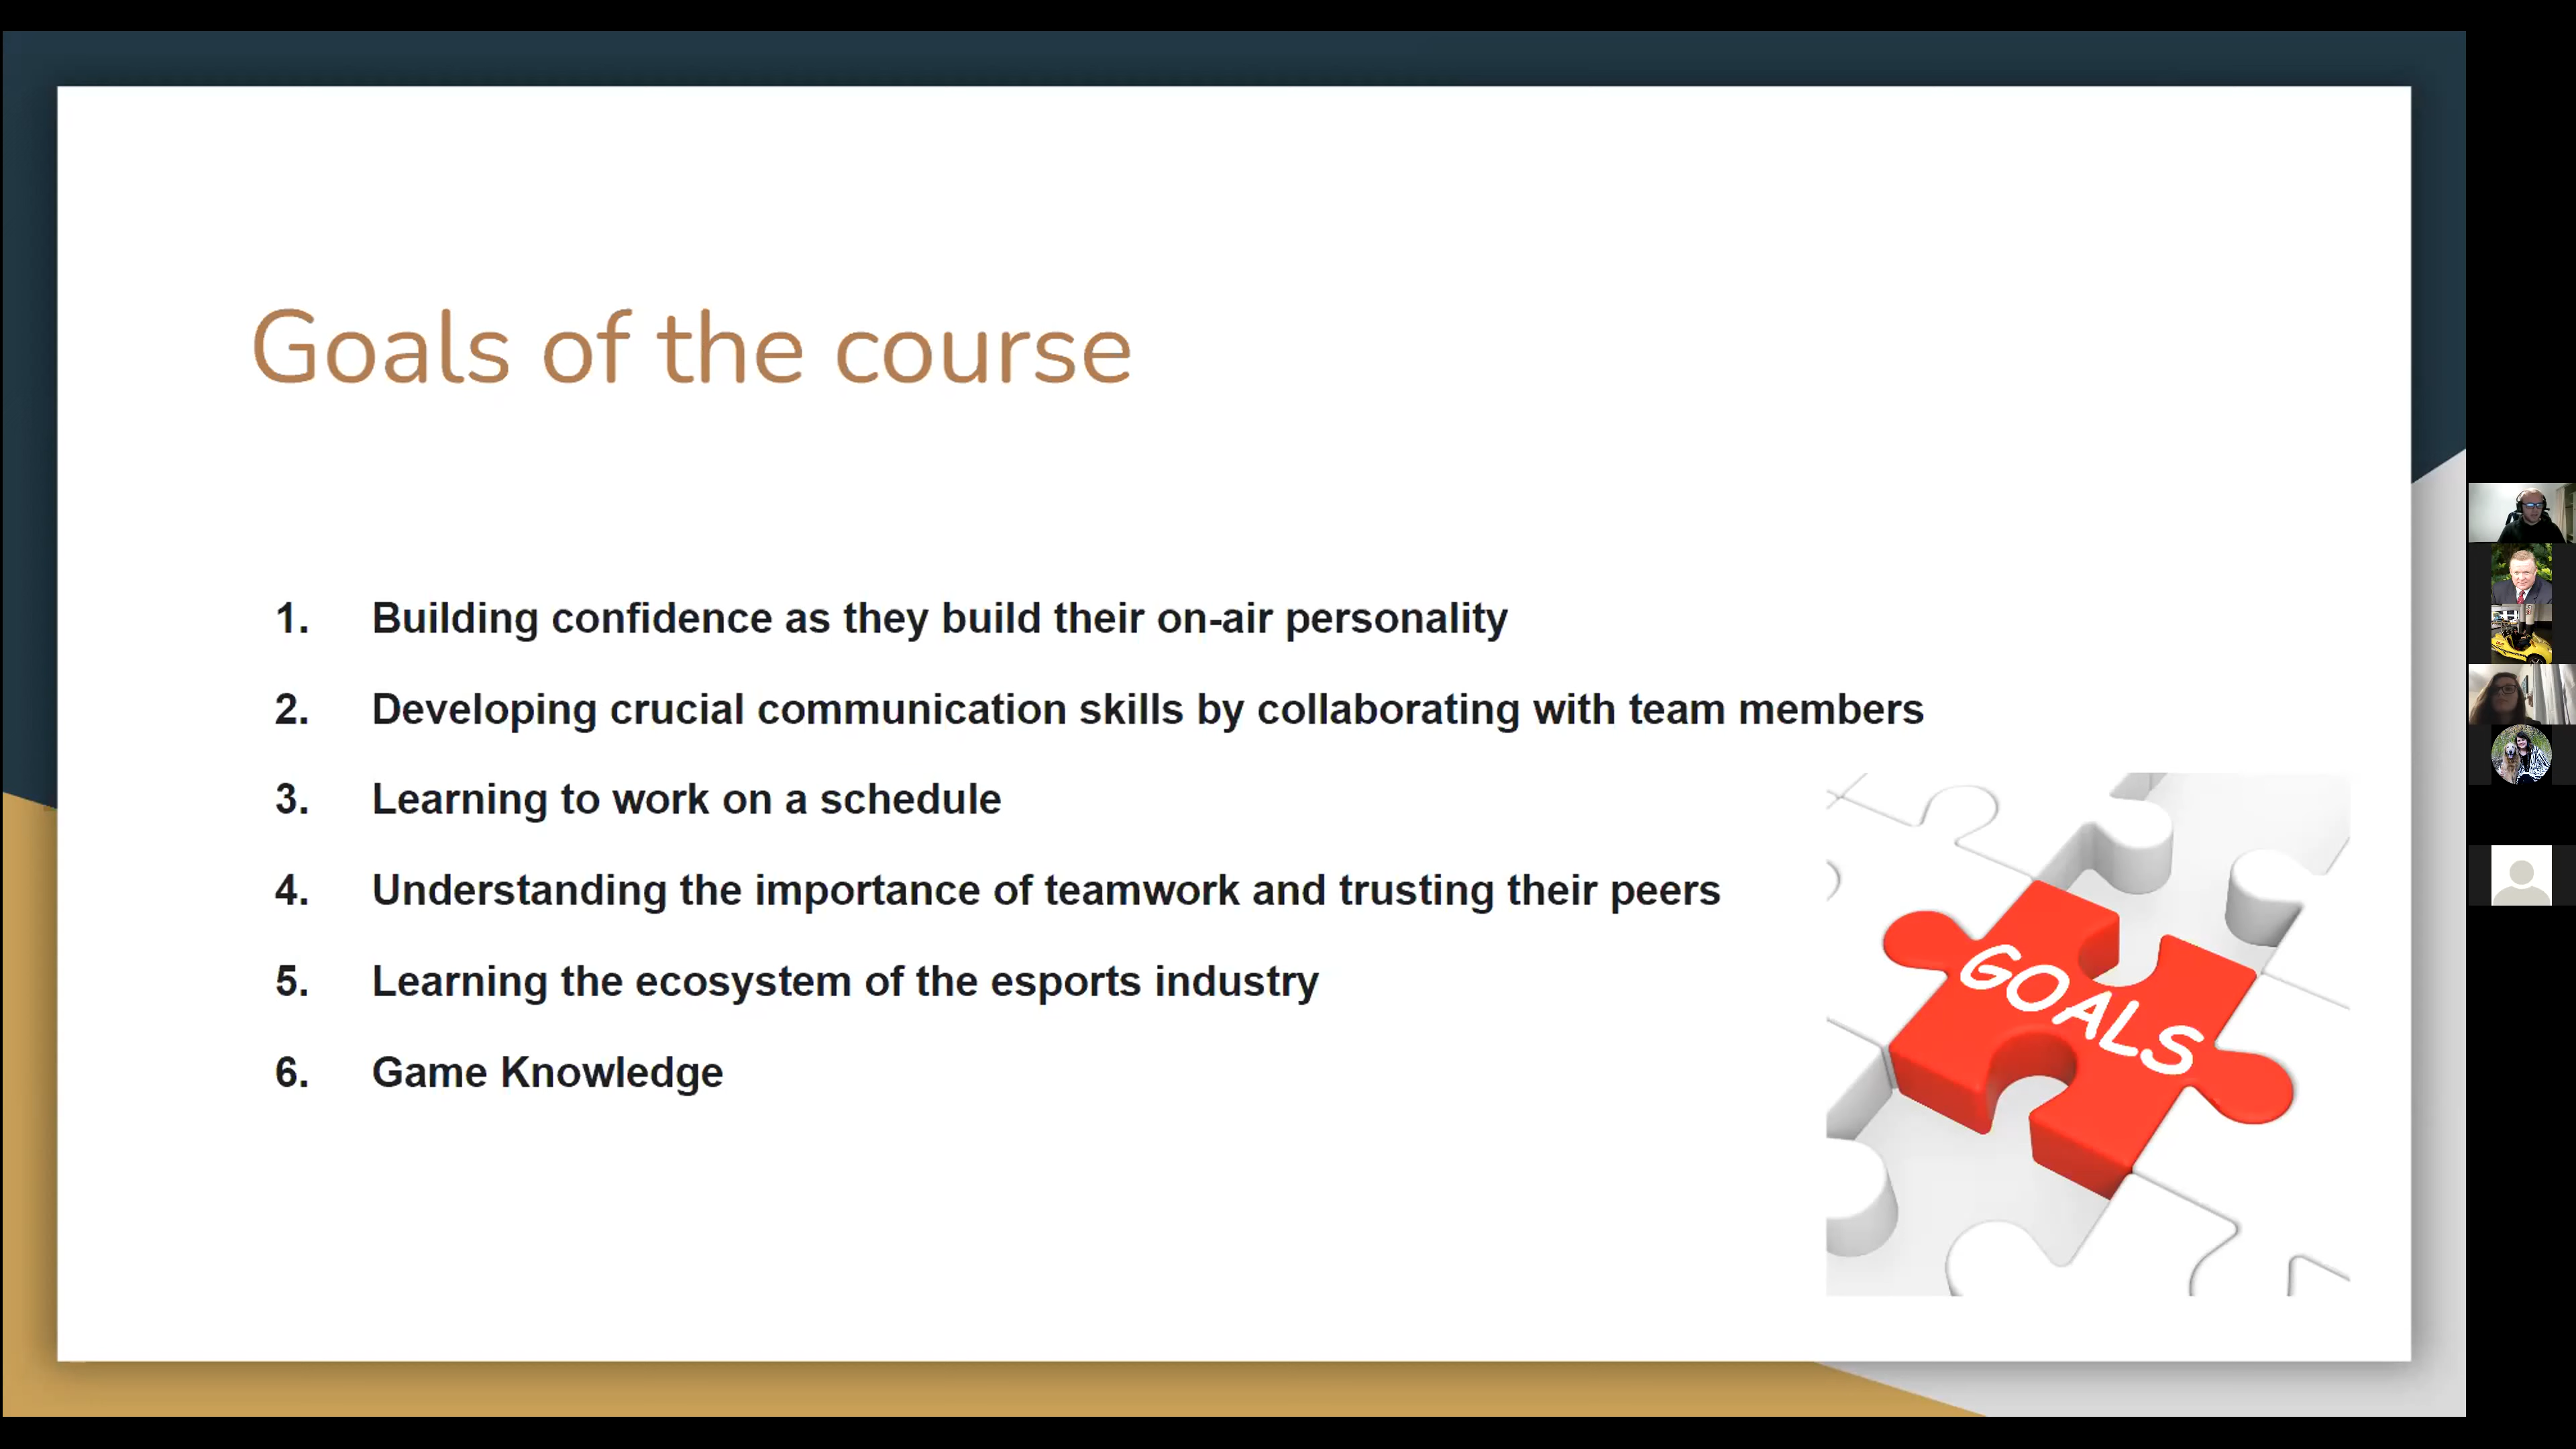 Goals of the course
1. Building confidence as they build their on-air personality
2. Developing crucial communication skills by collaborating with team members
3. Learning to work on a schedule
4. Understanding the importance of teamwork and trusting their peers
5. Learning the ecosystem of the esports industry
6. Game Knowledge
GOALS